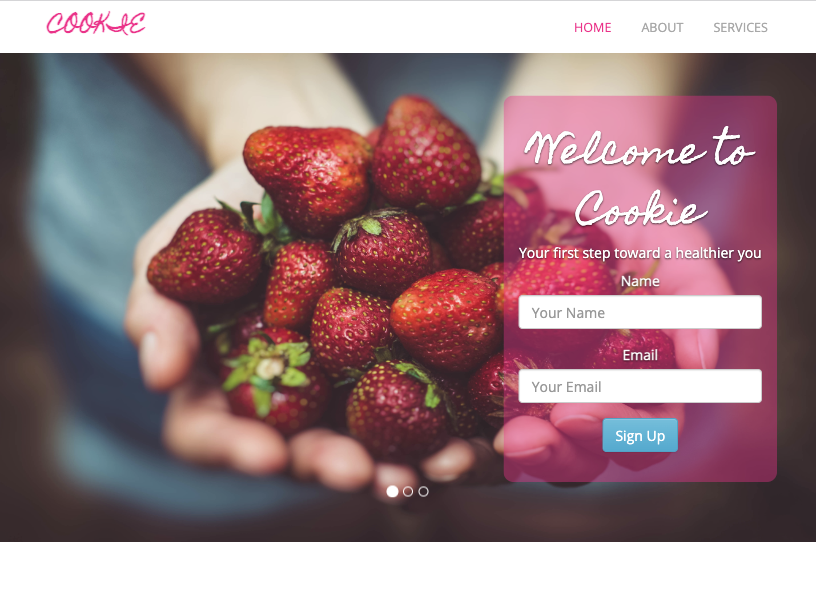 COOKIE
HOME
ABOUT
SERVICES
Welcome to
Cookie
Your first step toward a healthier you
Name
Your Name
Email
Your Email
Sign Up